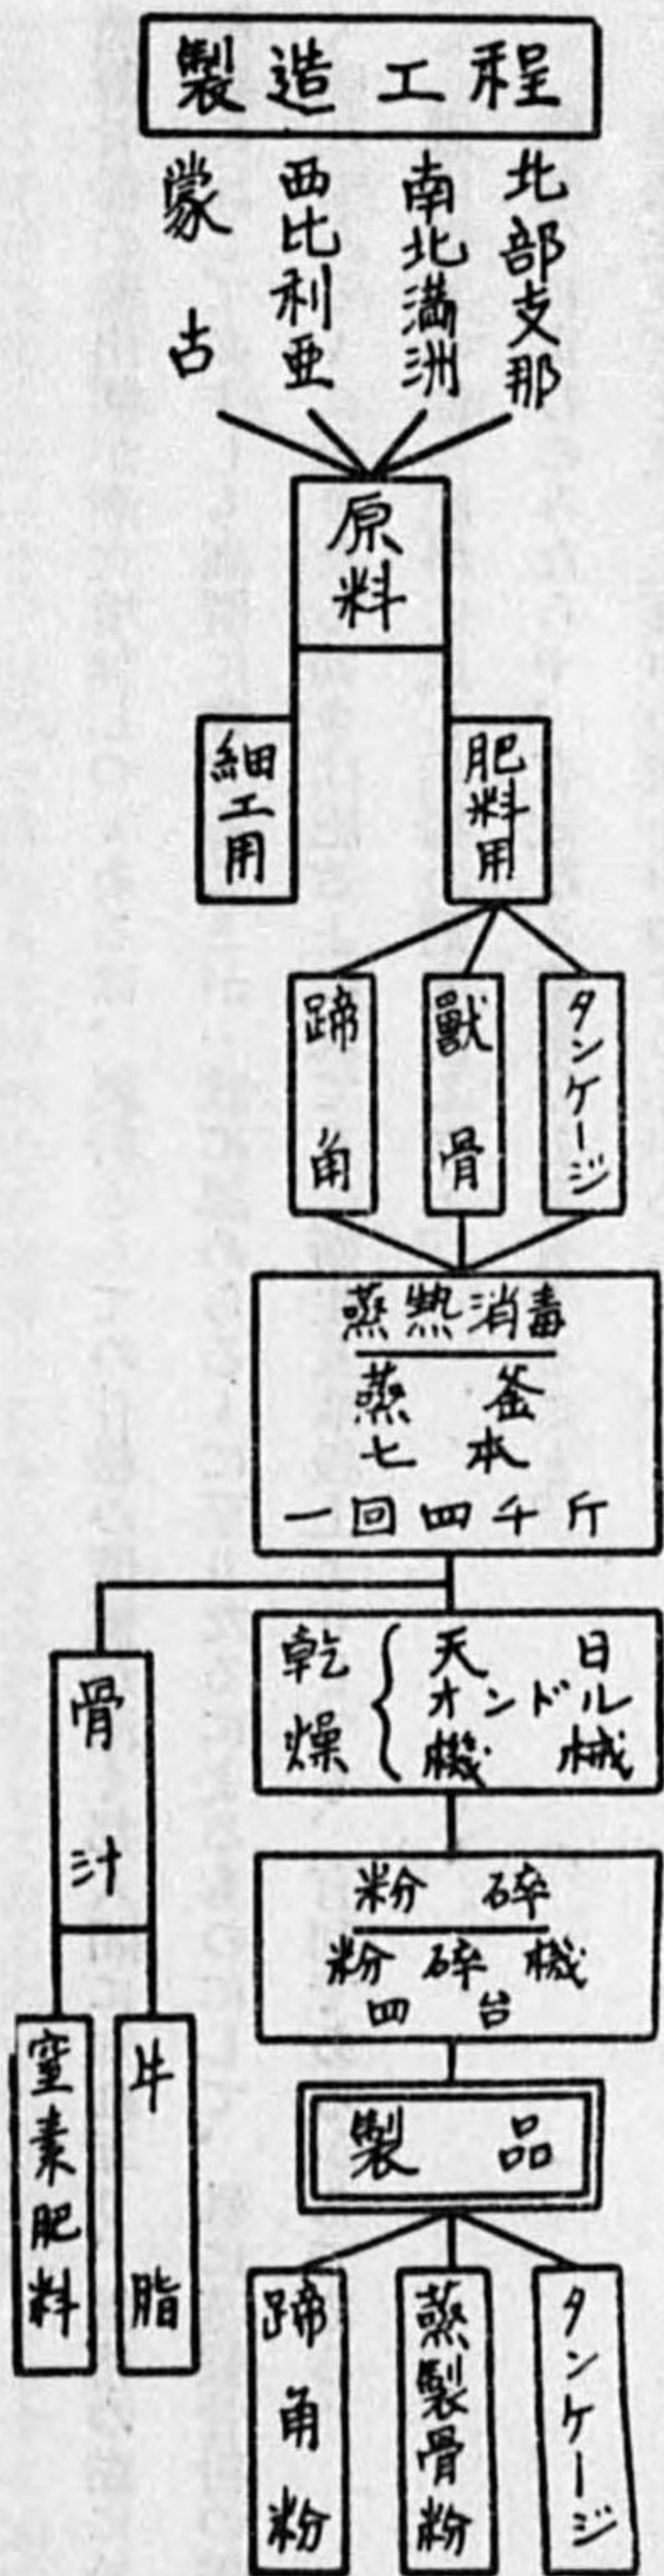 製造工程
北部支那
南北満洲
西比利亜
蒙古
原料
肥料用
細工用
タンケージ
獸骨
蹄角
蒸熱消毒
蒸釜
七本
一回四千斤
乾燥
天日
オンドル
機械
骨汁
粉碎
粉碎機
四台
牛脂
窒素肥料
製品
タンケージ
蒸製骨粉
蹄角粉